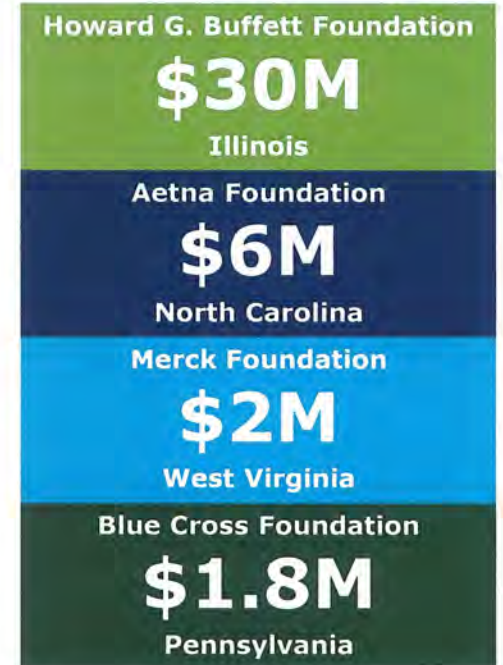 Howard G. Buffett Foundation
$30M
Illinois
Aetna Foundation
$6M
North Carolina
Merck Foundation
$2M
West Virginia
Blue Cross Foundation
$1.8M
Pennsylvania